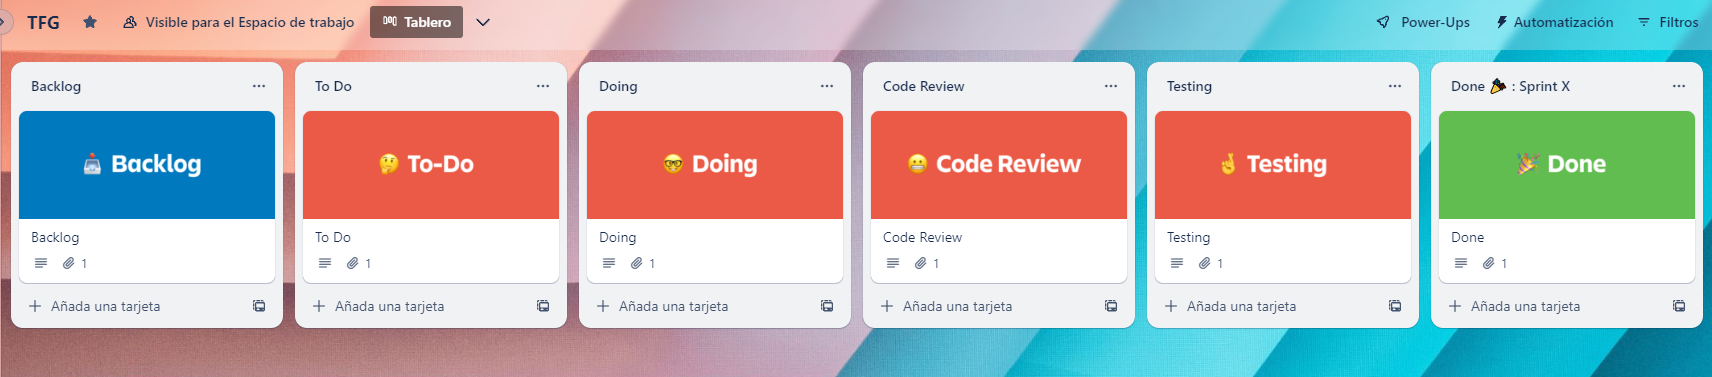 TFG Visible para el Espacio de trabajo Tablero Power-Ups Automatización Filtros
Backlog
Backlog
Backlog
1
Añada una tarjeta
To Do
To-Do
To Do
1
Añada una tarjeta
Doing
Doing
Doing
1
Añada una tarjeta
Code Review
Code Review
Code Review
1
Añada una tarjeta
Testing
Testing
Testing
1
Añada una tarjeta
Done 🎉 : Sprint X
Done
Done
1
Añada una tarjeta